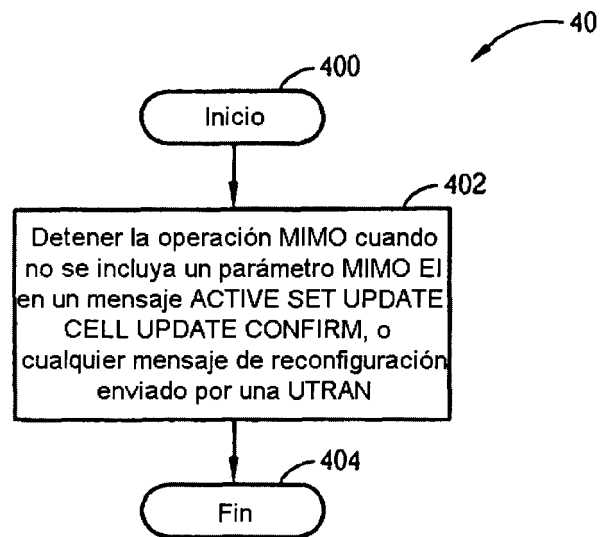 40
400
Inicio
402
Detener la operación MIMO cuando
no se incluya un parámetro MIMO EI
en un mensaje ACTIVE SET UPDATE
CELL UPDATE CONFIRM, o
cualquier mensaje de reconfiguración
enviado por una UTRAN
404
Fin